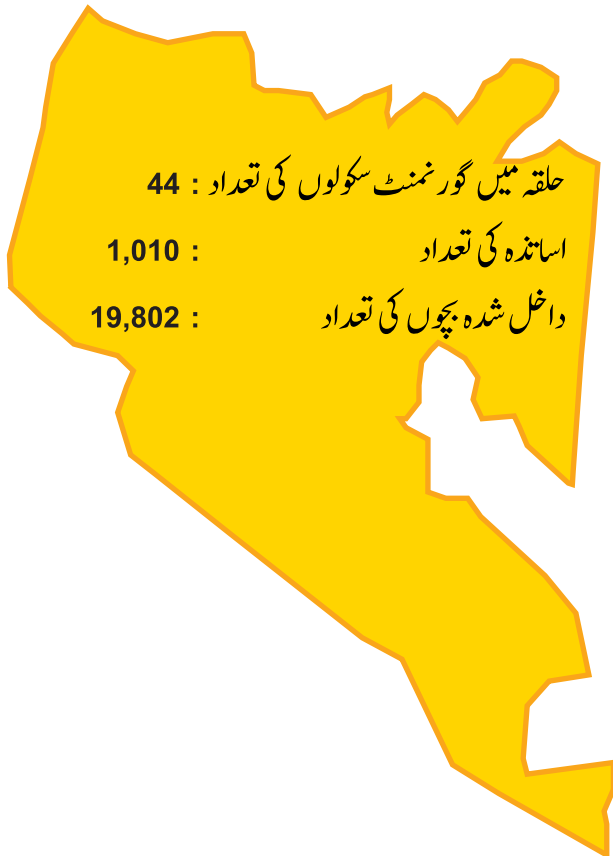 حلقہ میں گورنمنٹ سکولوں کی تعداد : 44
اساتذہ کی تعداد : 1,010
داخل شدہ بچوں کی تعداد : 19,802